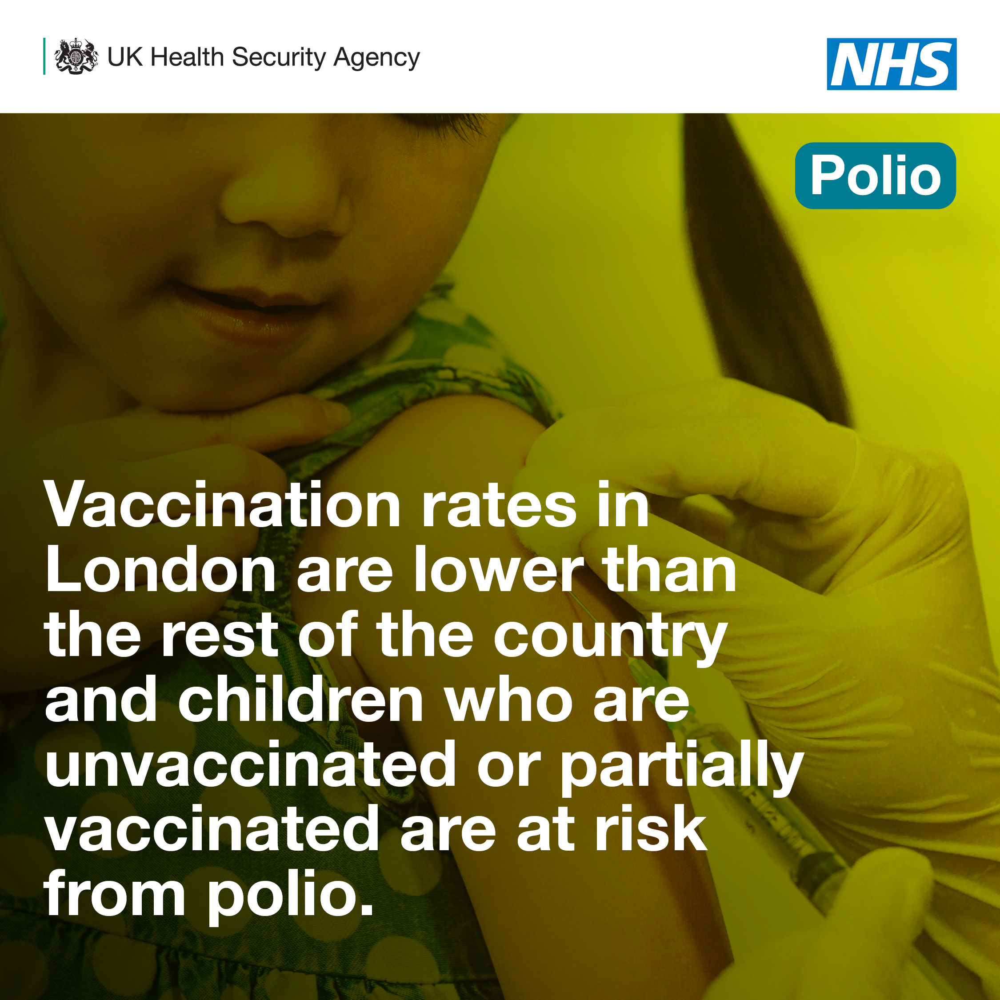 UK Health Security Agency
NHS
Polio
Vaccination rates in
London are lower than
the rest of the country
and children who are
unvaccinated or partially
vaccinated are at risk
from polio.